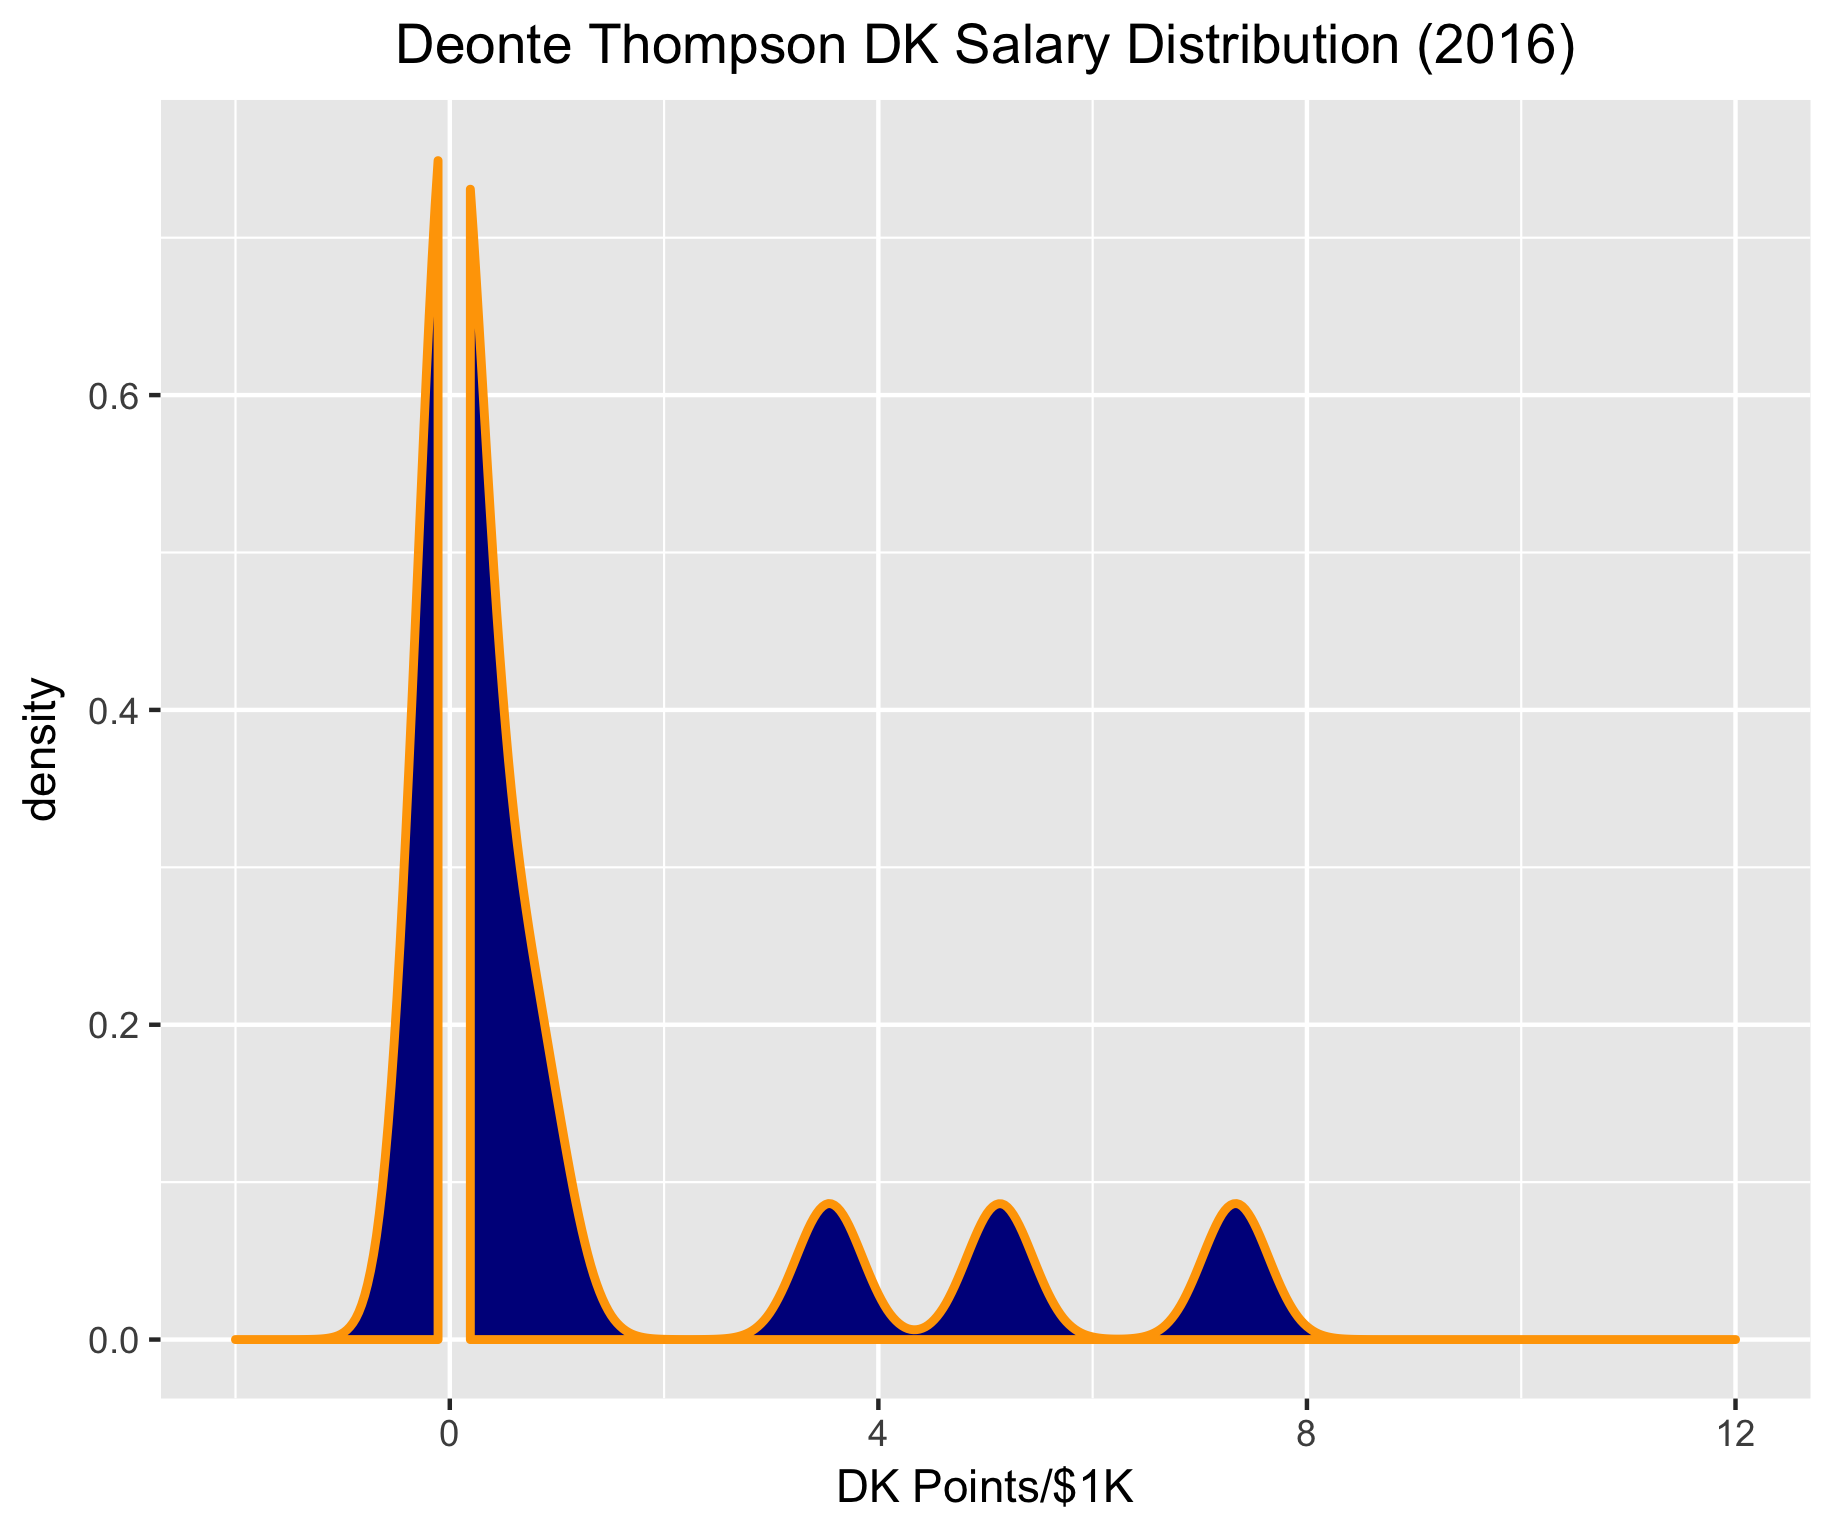 Deonte Thompson DK Salary Distribution (2016)
density
0.6
0.4
0.2
0.0
0 4 8 12
DK Points/$1K